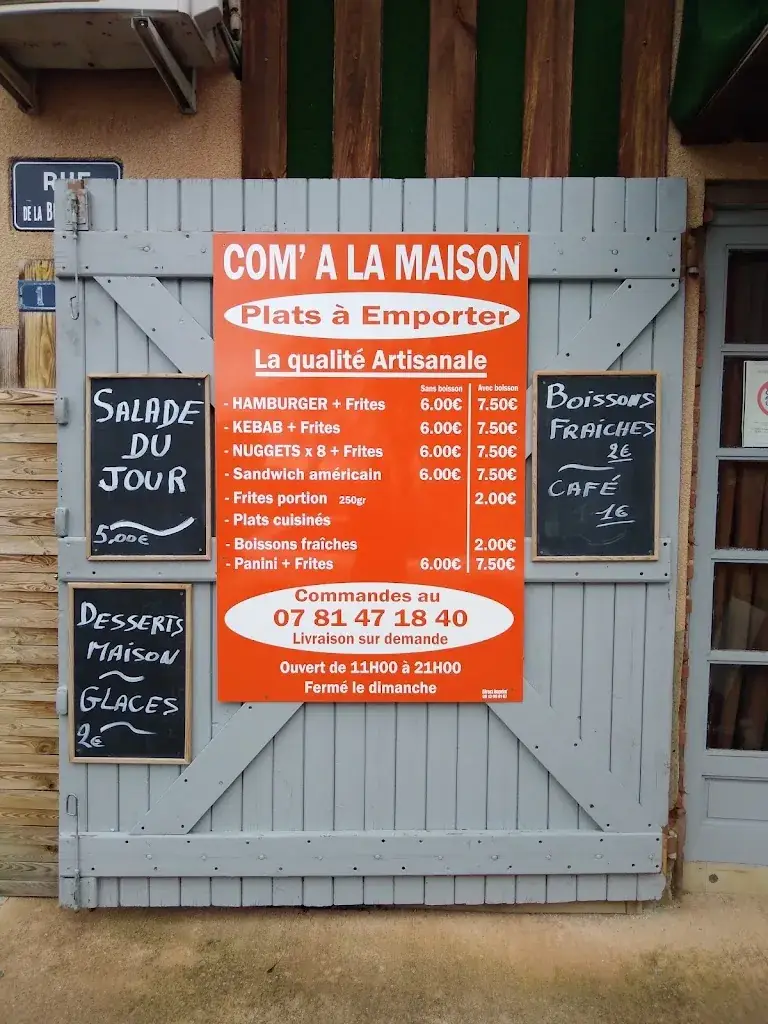 RUE
DE LA
1
COM' A LA MAISON
Plats à Emporter
La qualité Artisanale
Sans boisson Avec boisson
- HAMBURGER + Frites 6.00€ 7.50€
- KEBAB + Frites 6.00€ 7.50€
- NUGGETS x 8 + Frites 6.00€ 7.50€
- Sandwich américain 6.00€ 7.50€
- Frites portion 250gr 2.00€
- Plats cuisinés
- Boissons fraîches 2.00€
- Panini + Frites 6.00€ 7.50€
Commandes au
07 81 47 18 40
Livraison sur demande
Ouvert de 11H00 à 21H00
Fermé le dimanche
SALADE
DU
JOUR
5,00€
DESSERTS
MAISON
GLACES
2€
BOISSONS
FRAICHES
2€
CAFÉ
1€